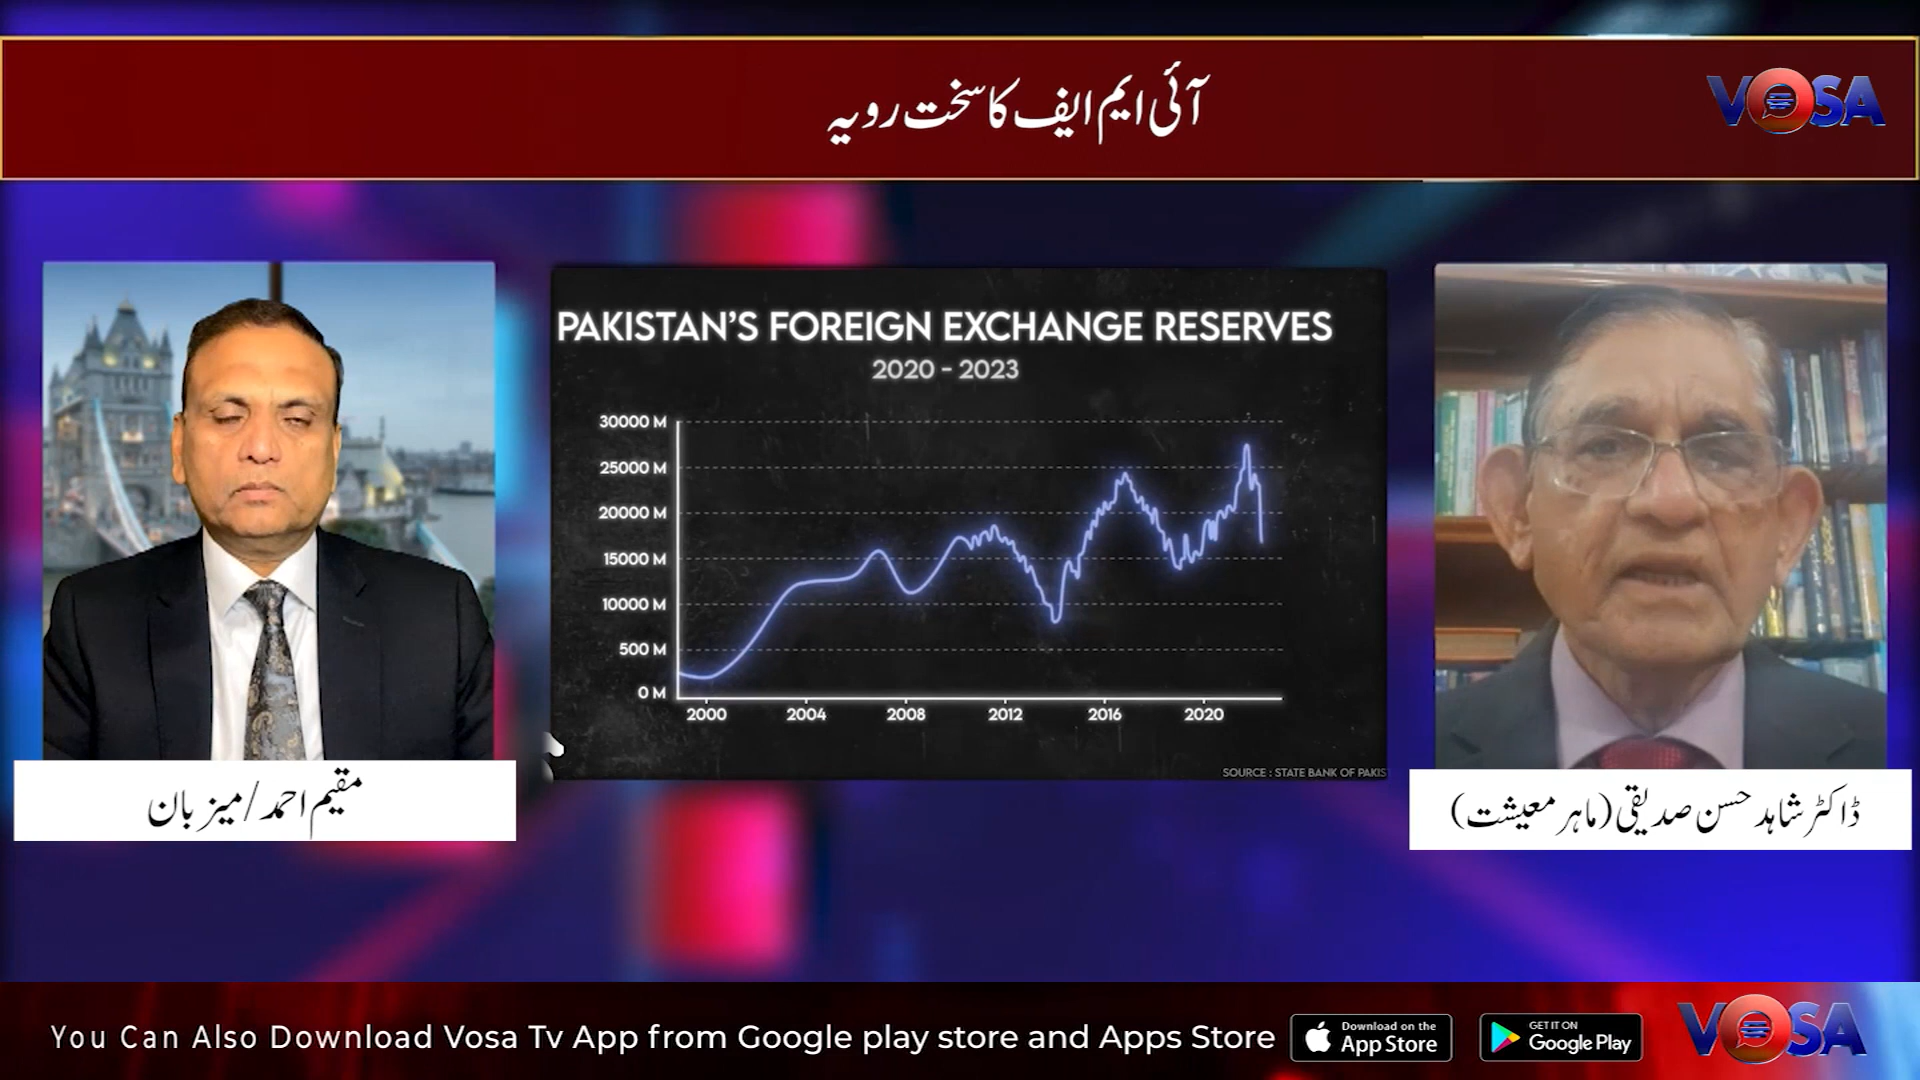 آئی ایم ایف کا سخت رویہ
VOSA
PAKISTAN'S FOREIGN EXCHANGE RESERVES
2020 - 2023
30000 M
25000 M
20000 M
15000 M
10000 M
500 M
0 M
2000 2004 2008 2012 2016 2020
SOURCE : STATE BANK OF PAKIS
مقیم احمد / میزبان
ڈاکٹر شاہد حسن صدیقی (ماہر معیشت)
You Can Also Download Vosa Tv App from Google play store and Apps Store
Download on the
App Store
GET IT ON
Google Play
VOSA